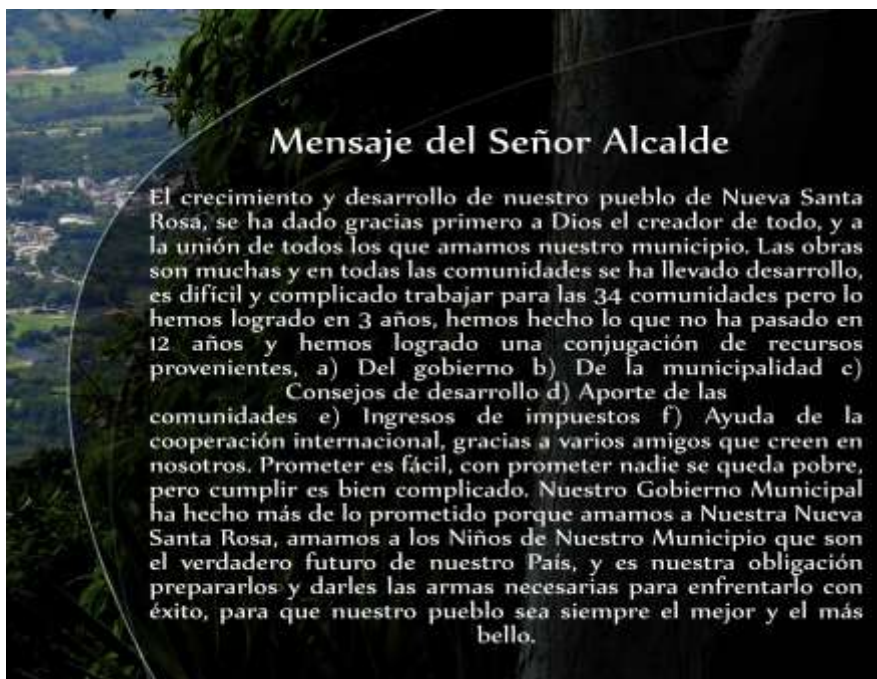 Mensaje del Señor Alcalde
El crecimiento y desarrollo de nuestro pueblo de Nueva Santa
Rosa, se ha dado gracias primero a Dios el creador de todo, y a
la unión de todos los que amamos nuestro municipio. Las obras
son muchas y en todas las comunidades se ha llevado desarrollo,
es difícil y complicado trabajar para las 34 comunidades pero lo
hemos logrado en 3 años, hemos hecho lo que no ha pasado en
12 años y hemos logrado una conjugación de recursos
provenientes, a) Del gobierno b) De la municipalidad c)
Consejos de desarrollo d) Aporte de las
comunidades e) Ingresos de impuestos f) Ayuda de la
cooperación internacional, gracias a varios amigos que creen en
nosotros. Prometer es fácil, con prometer nadie se queda pobre,
pero cumplir es bien complicado. Nuestro Gobierno Municipal
ha hecho más de lo prometido porque amamos a Nuestra Nueva
Santa Rosa, amamos a los Niños de Nuestro Municipio que son
el verdadero futuro de nuestro País, y es nuestra obligación
prepararlos y darles las armas necesarias para enfrentarlo con
éxito, para que nuestro pueblo sea siempre el mejor y el más
bello.